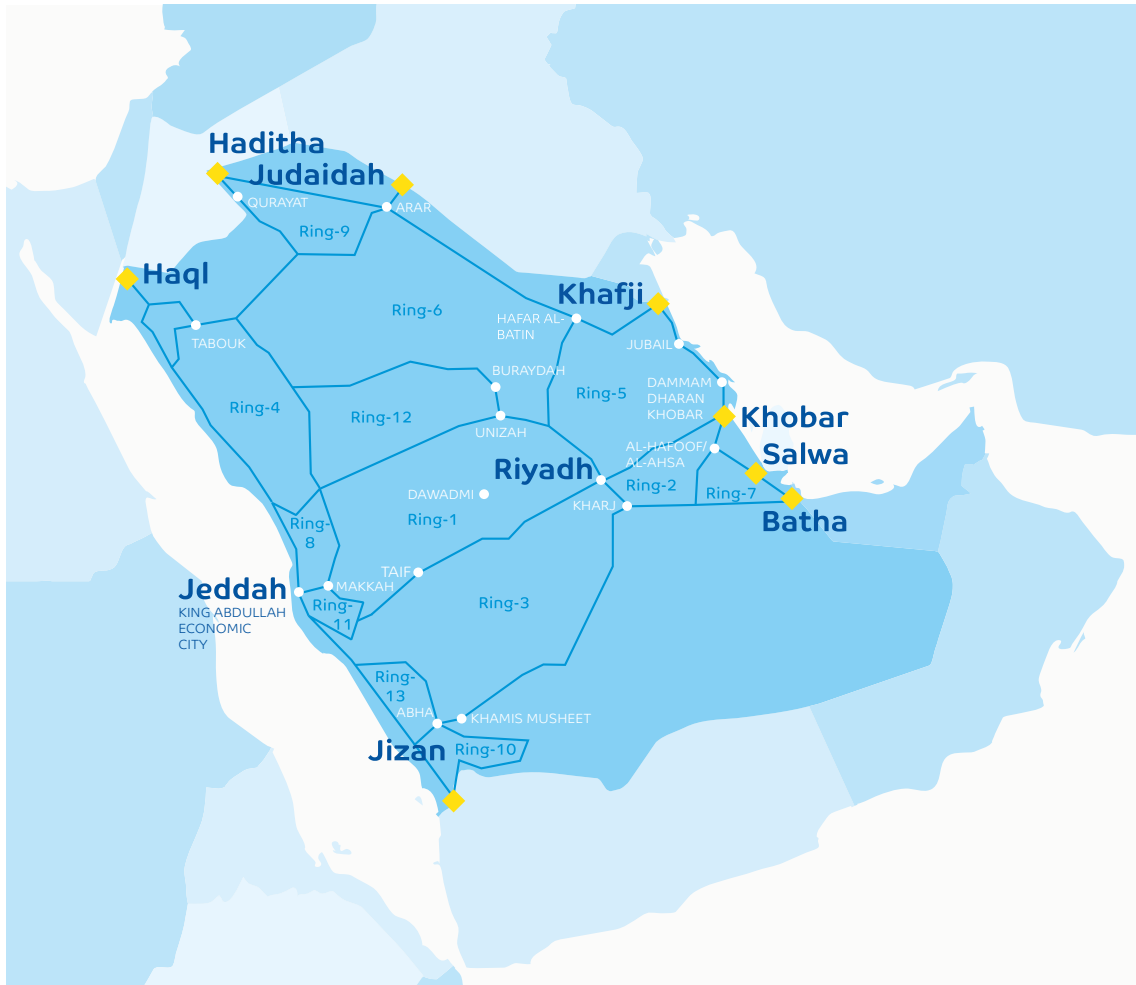 Haditha
Judaidah
QURAYAT
ARAR
Ring-9
Haql
Khafji
Ring-6
HAFAR AL-
BATIN
TABOUK
JUBAIL
BURAYDAH
DAMMAM
DHARAN
KHOBAR
Ring-5
Ring-4
Ring-12
Khobar
UNIZAH
AL-HAFOOF/
AL-AHSA
Salwa
Riyadh
Ring-2
Ring-7
DAWADMI
KHARJ
Batha
Ring-1
Ring-
8
TAIF
Jeddah
KING ABDULLAH
ECONOMIC
CITY
MAKKAH
Ring-
11
Ring-3
Ring-
13
ABHA
KHAMIS MUSHEET
Jizan
Ring-10